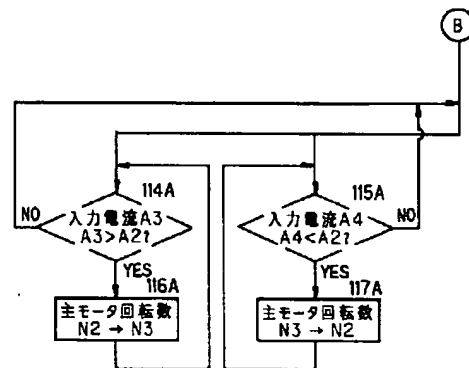 B
114A
入力電流A3
A3>A2?
NO
YES
116A
主モータ回転数
N2 → N3
115A
入力電流A4
A4<A2?
NO
YES
117A
主モータ回転数
N3 → N2